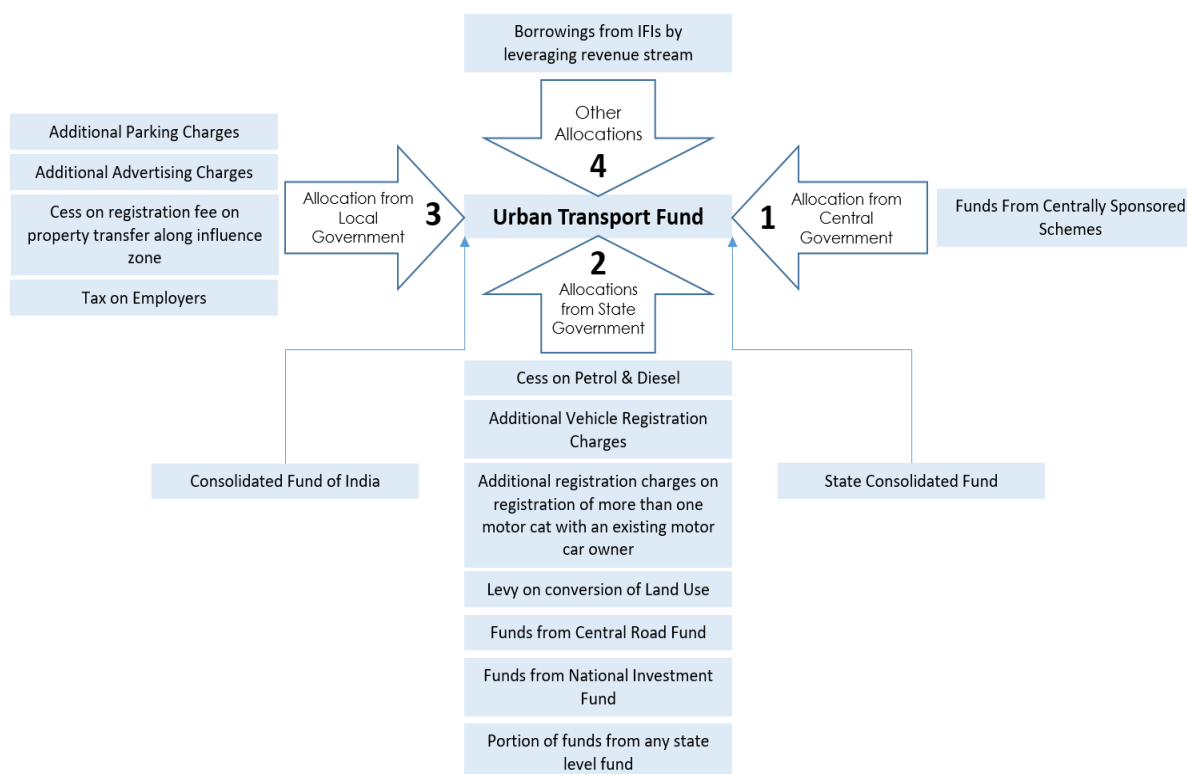 Borrowings from IFIs by
leveraging revenue stream
Other
Allocations
4
Additional Parking Charges
Additional Advertising Charges
Cess on registration fee on
property transfer along influence
zone
Tax on Employers
Allocation from
Local
Government
3
Urban Transport Fund
1
Allocation from
Central
Government
Funds From Centrally Sponsored
Schemes
2
Allocations
from State
Government
Cess on Petrol & Diesel
Additional Vehicle Registration
Charges
Additional registration charges on
registration of more than one
motor cat with an existing motor
car owner
Levy on conversion of Land Use
Funds from Central Road Fund
Funds from National Investment
Fund
Portion of funds from any state
level fund
Consolidated Fund of India
State Consolidated Fund